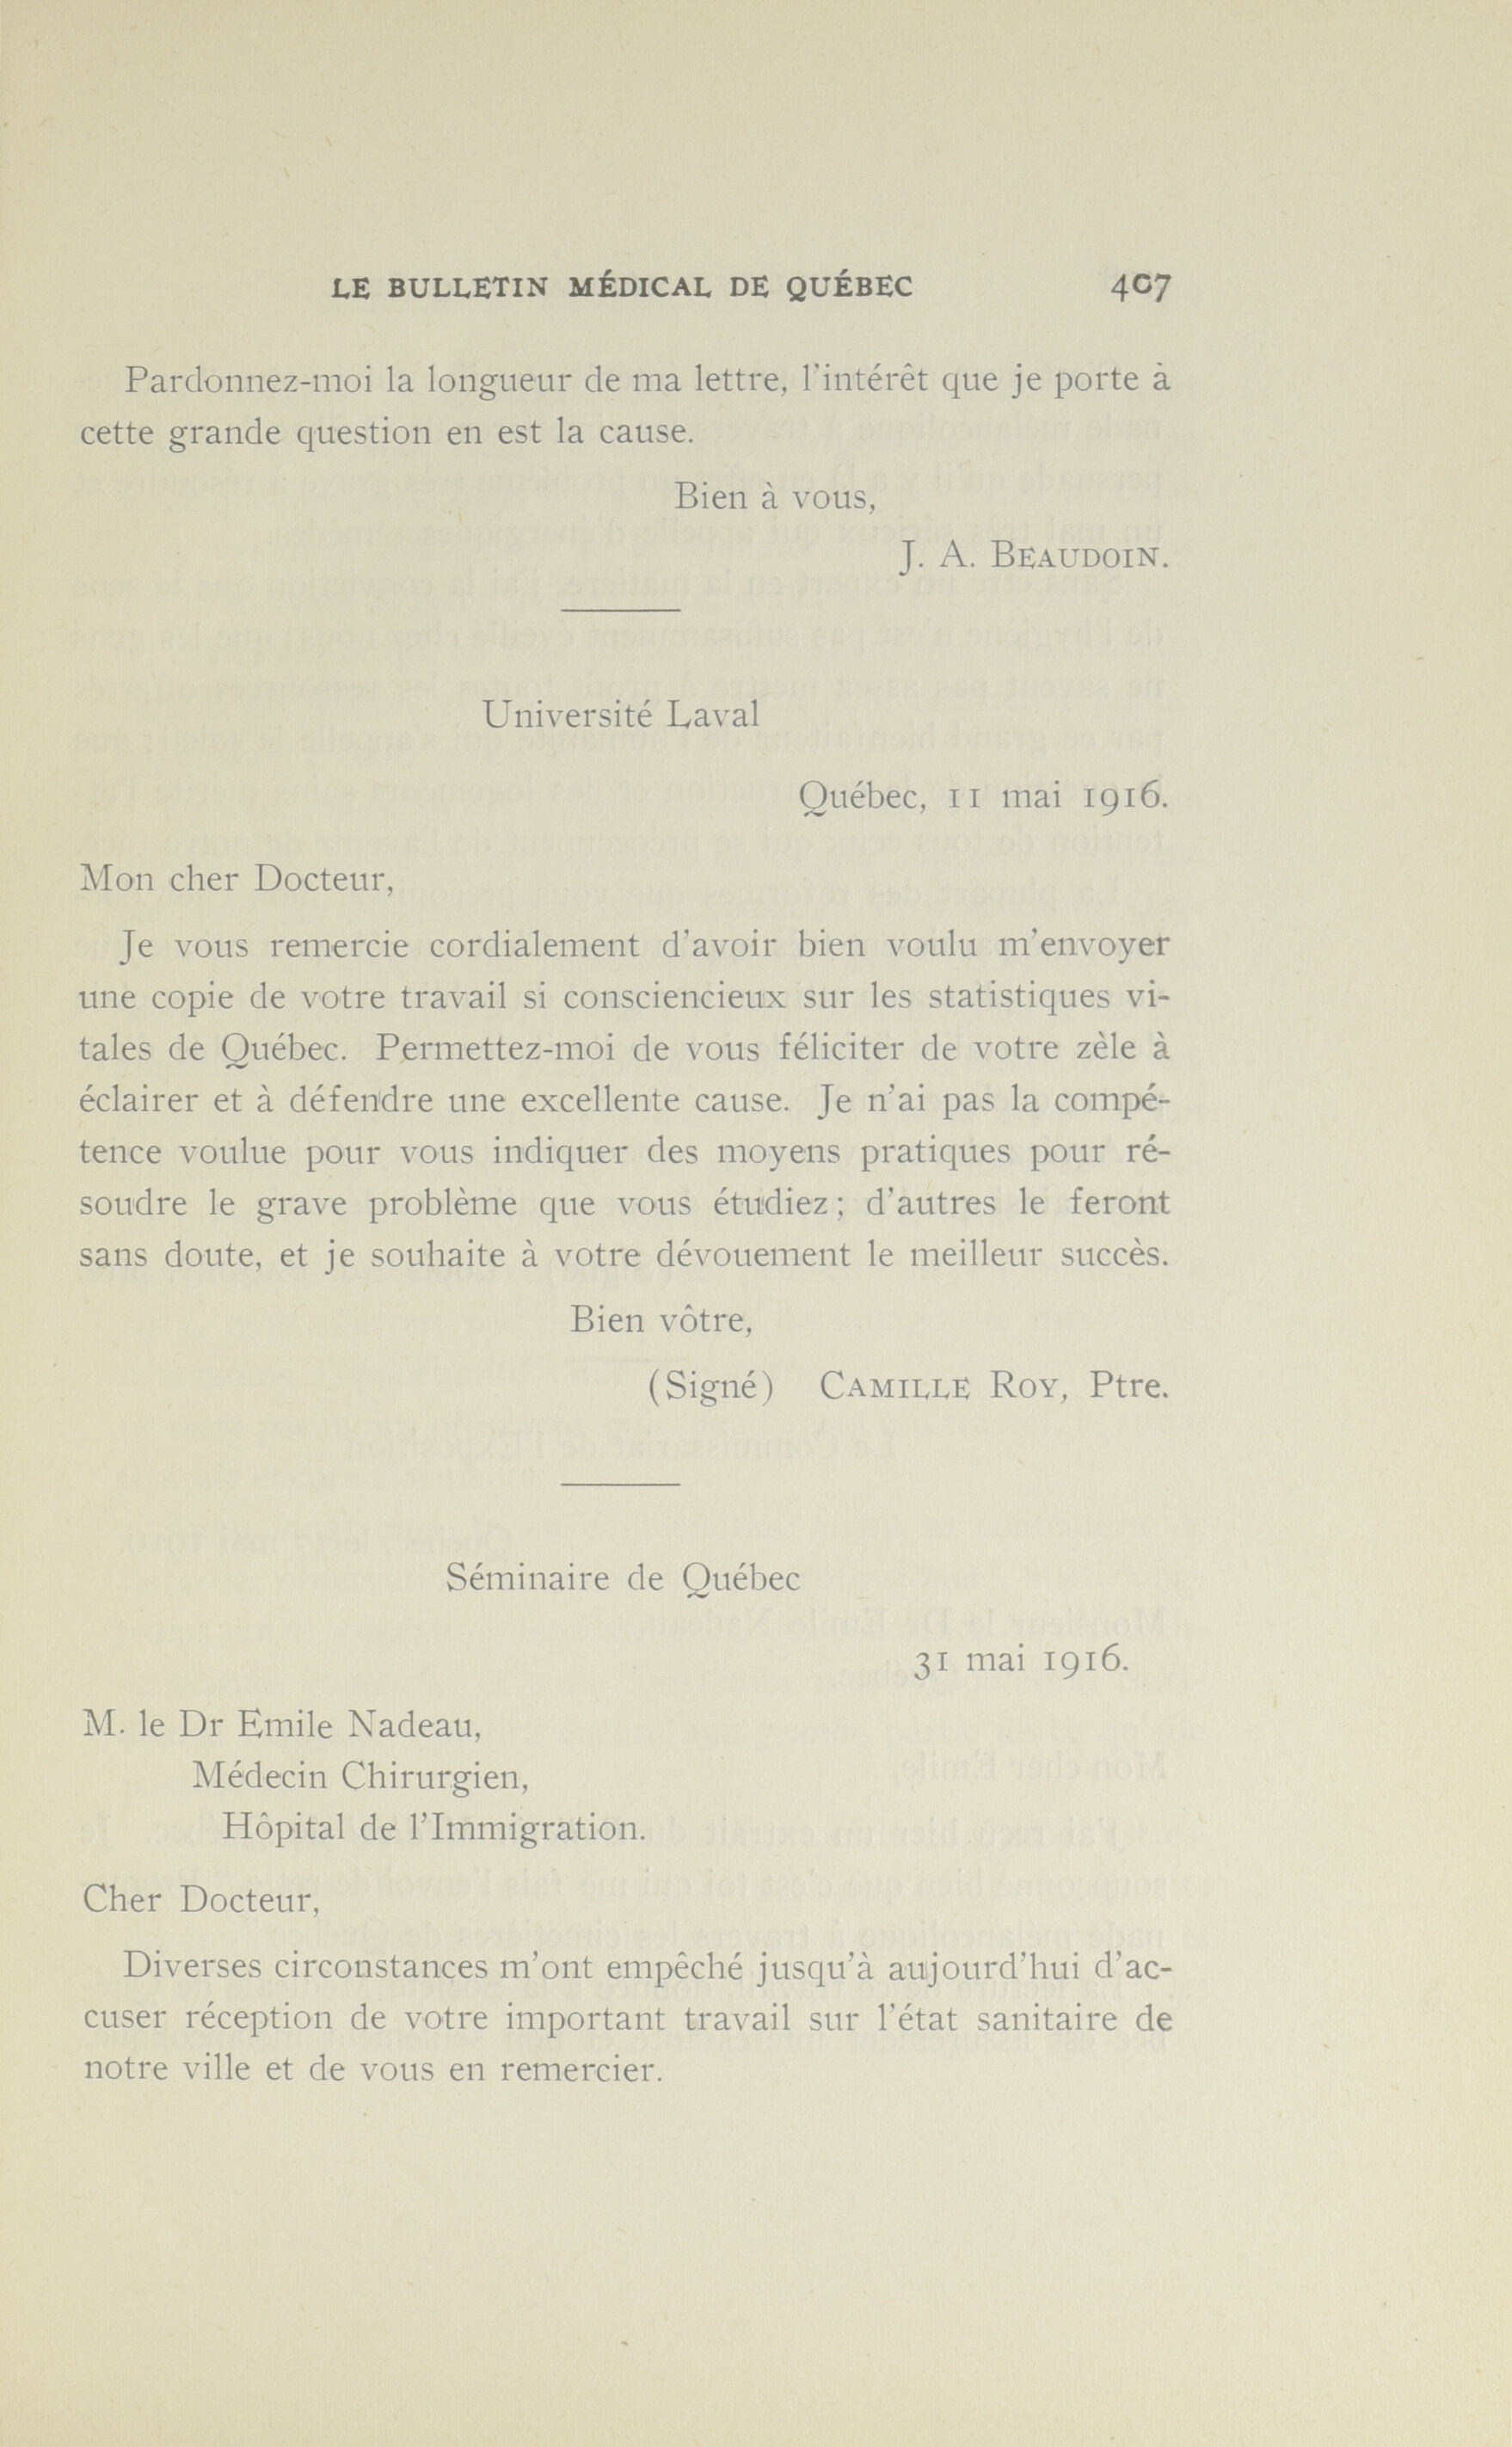 LE BULLETIN MÉDICAL DE QUÉBEC 407
Pardonnez-moi la longueur de ma lettre, l'intérêt que je porte à
cette grande question en est la cause.
Bien à vous,
J. A. BEAUDOIN.
Université Laval
Québec, 11 mai 1916.
Mon cher Docteur,
Je vous remercie cordialement d'avoir bien voulu m'envoyer
une copie de votre travail si consciencieux sur les statistiques vi-
tales de Québec. Permettez-moi de vous féliciter de votre zèle à
éclairer et à défendre une excellente cause. Je n'ai pas la compé-
tence voulue pour vous indiquer des moyens pratiques pour ré-
soudre le grave problème que vous étudiez; d'autres le feront
sans doute, et je souhaite à votre dévouement le meilleur succès.
Bien vôtre,
(Signé) CAMILLE ROY, Ptre.
Séminaire de Québec
31 mai 1916.
M. le Dr Emile Nadeau,
Médecin Chirurgien,
Hôpital de l'Immigration.
Cher Docteur,
Diverses circonstances m'ont empêché jusqu'à aujourd'hui d'ac-
cuser réception de votre important travail sur l'état sanitaire de
notre ville et de vous en remercier.